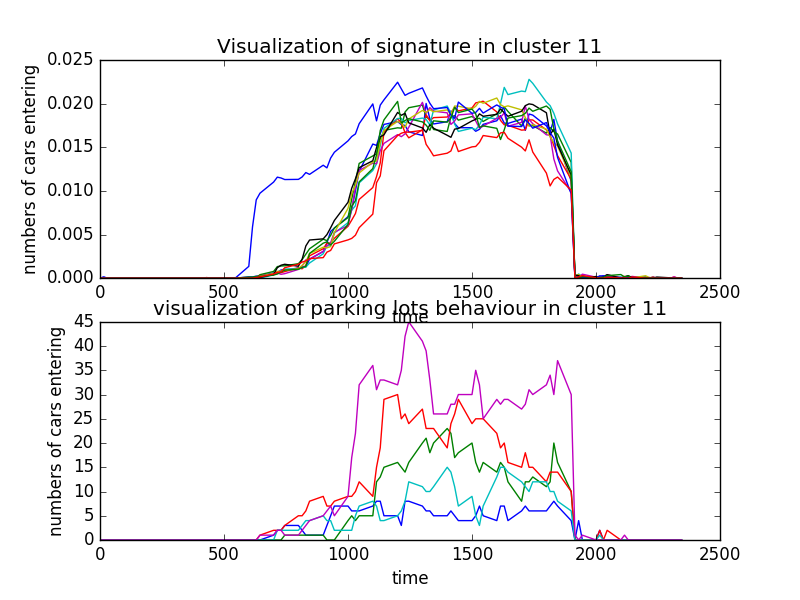 Visualization of signature in cluster 11
numbers of cars entering
0.025
0.020
0.015
0.010
0.005
0.000
0 500 1000 1500 2000 2500
time
visualization of parking lots behaviour in cluster 11
numbers of cars entering
45
40
35
30
25
20
15
10
5
0
0 500 1000 1500 2000 2500
time